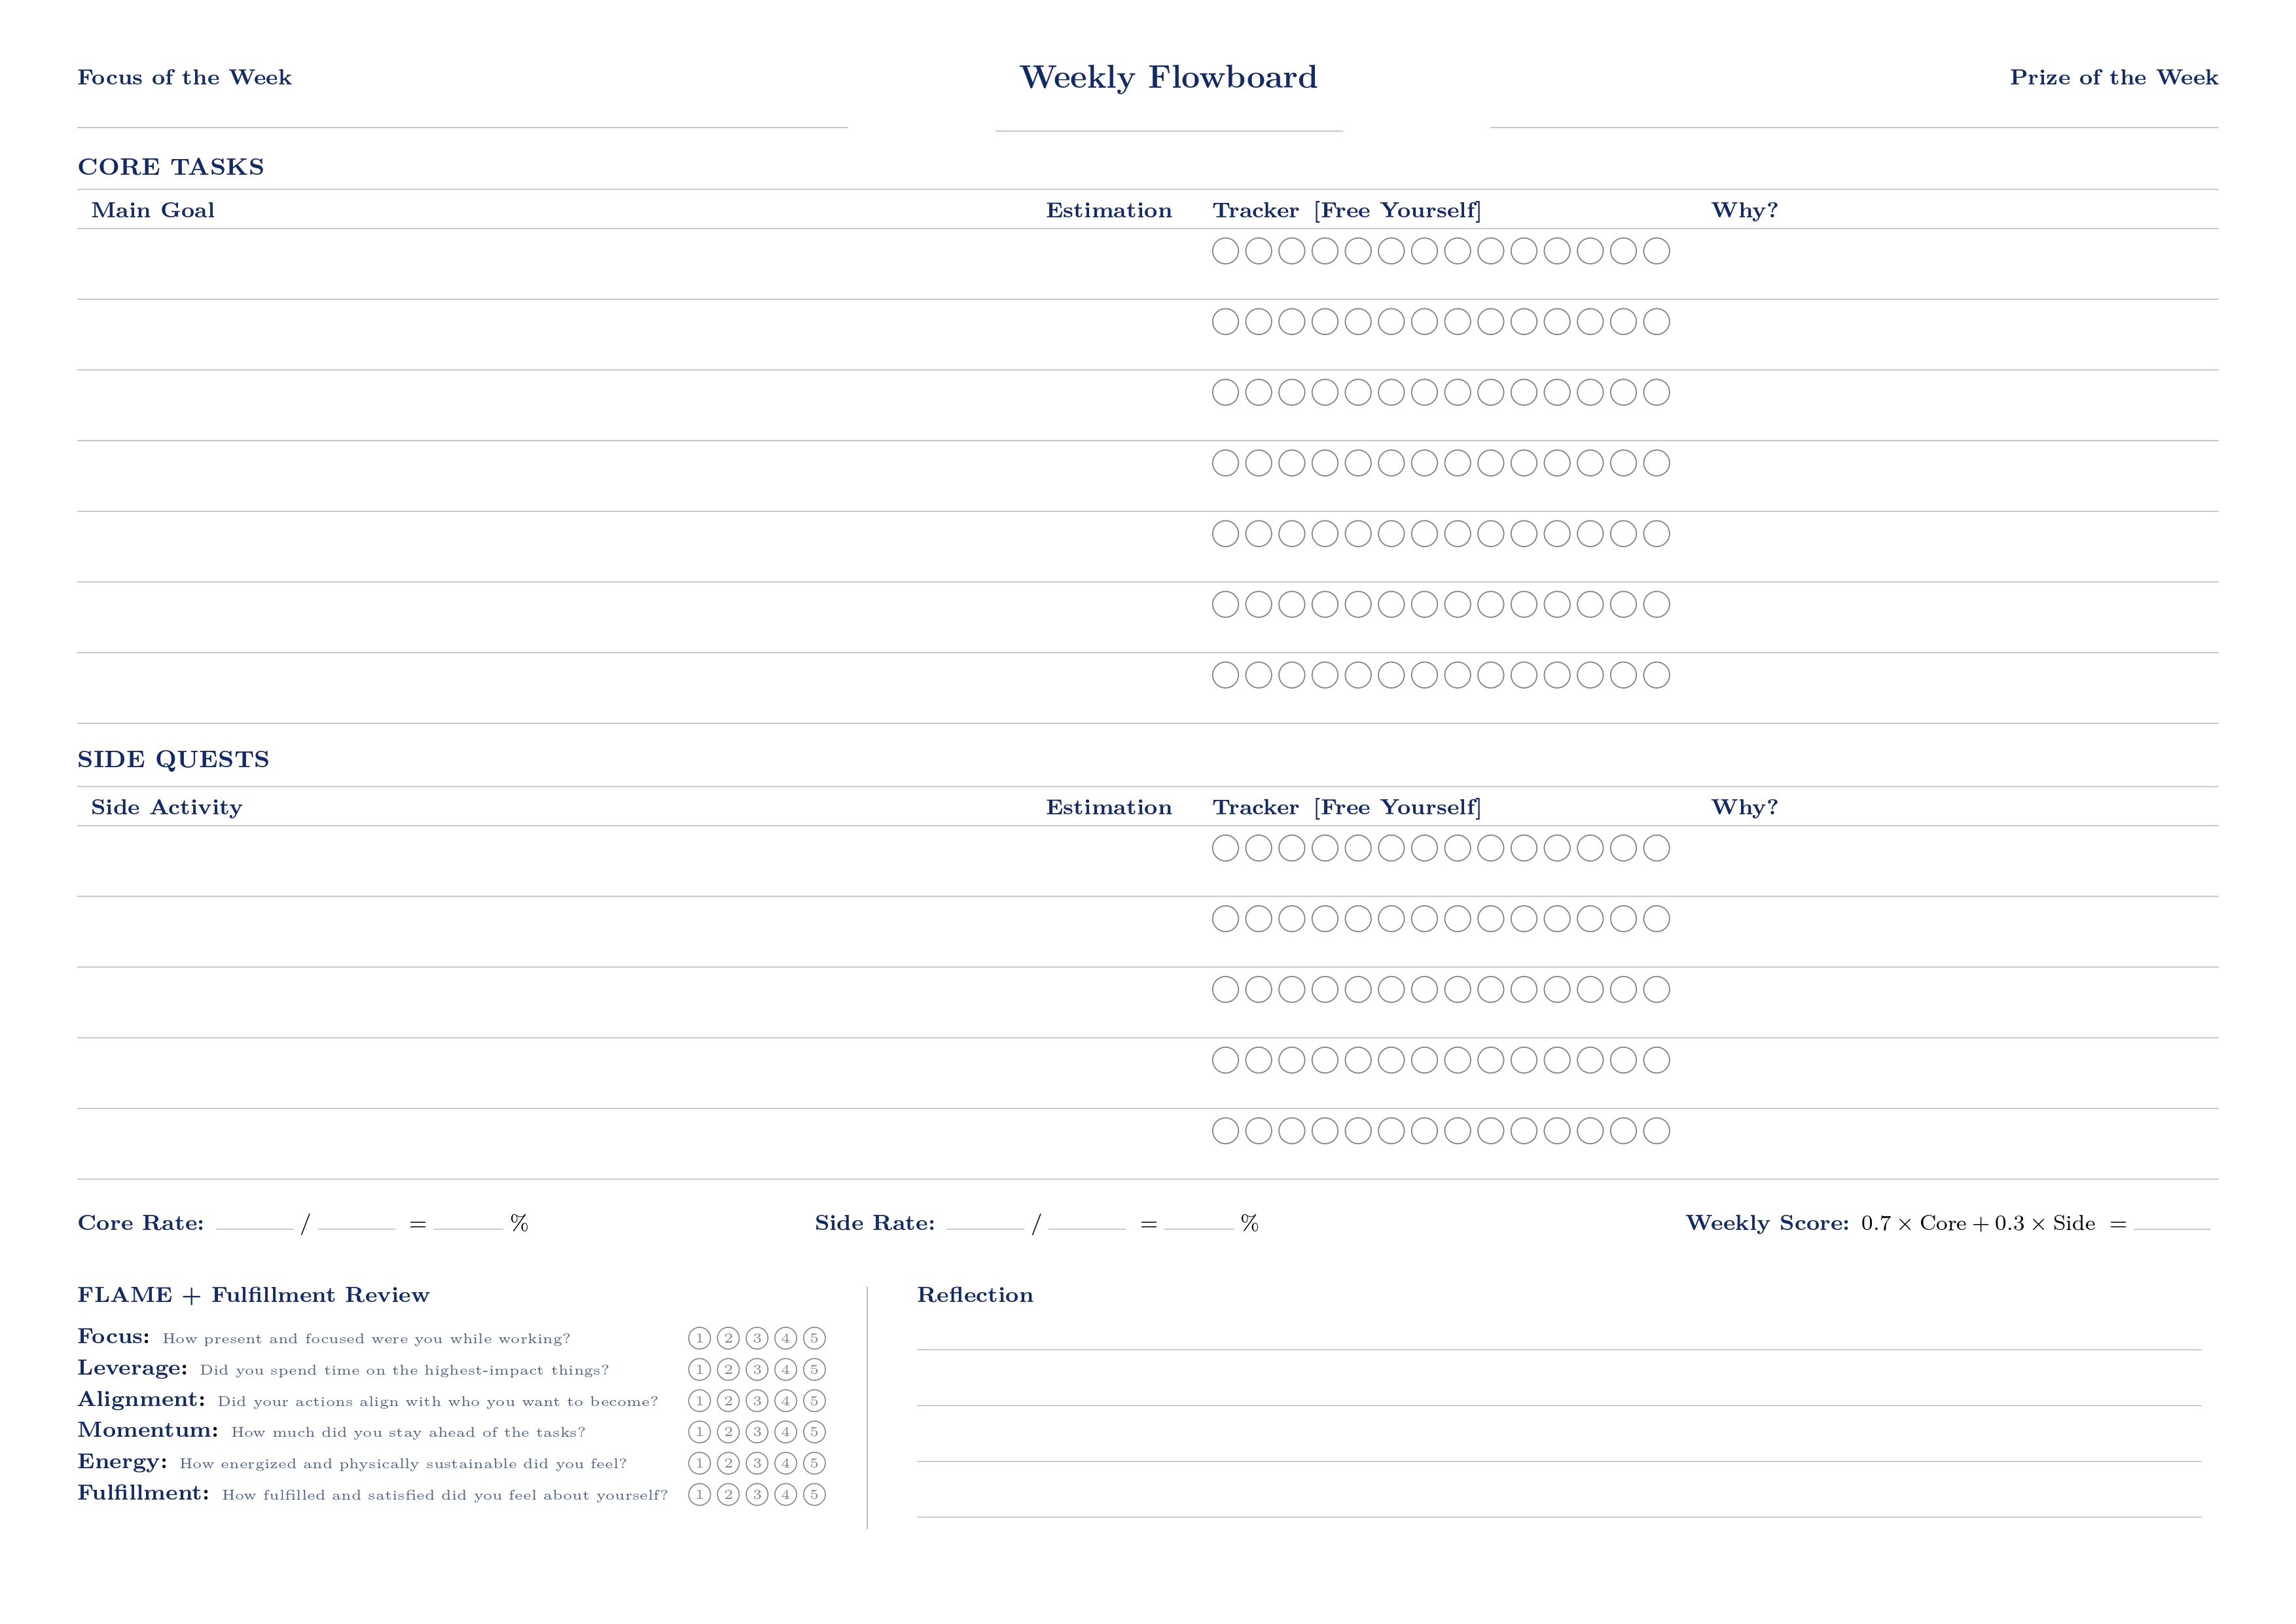 Focus of the Week Weekly Flowboard Prize of the Week
CORE TASKS
Main Goal Estimation Tracker [Free Yourself] Why?
SIDE QUESTS
Side Activity Estimation Tracker [Free Yourself] Why?
Core Rate: ____ / ____ = ____ % Side Rate: ____ / ____ = ____ % Weekly Score: 0.7 × Core + 0.3 × Side = ____
FLAME + Fulfillment Review
Focus: How present and focused were you while working? 1 2 3 4 5
Leverage: Did you spend time on the highest-impact things? 1 2 3 4 5
Alignment: Did your actions align with who you want to become? 1 2 3 4 5
Momentum: How much did you stay ahead of the tasks? 1 2 3 4 5
Energy: How energized and physically sustainable did you feel? 1 2 3 4 5
Fulfillment: How fulfilled and satisfied did you feel about yourself? 1 2 3 4 5
Reflection